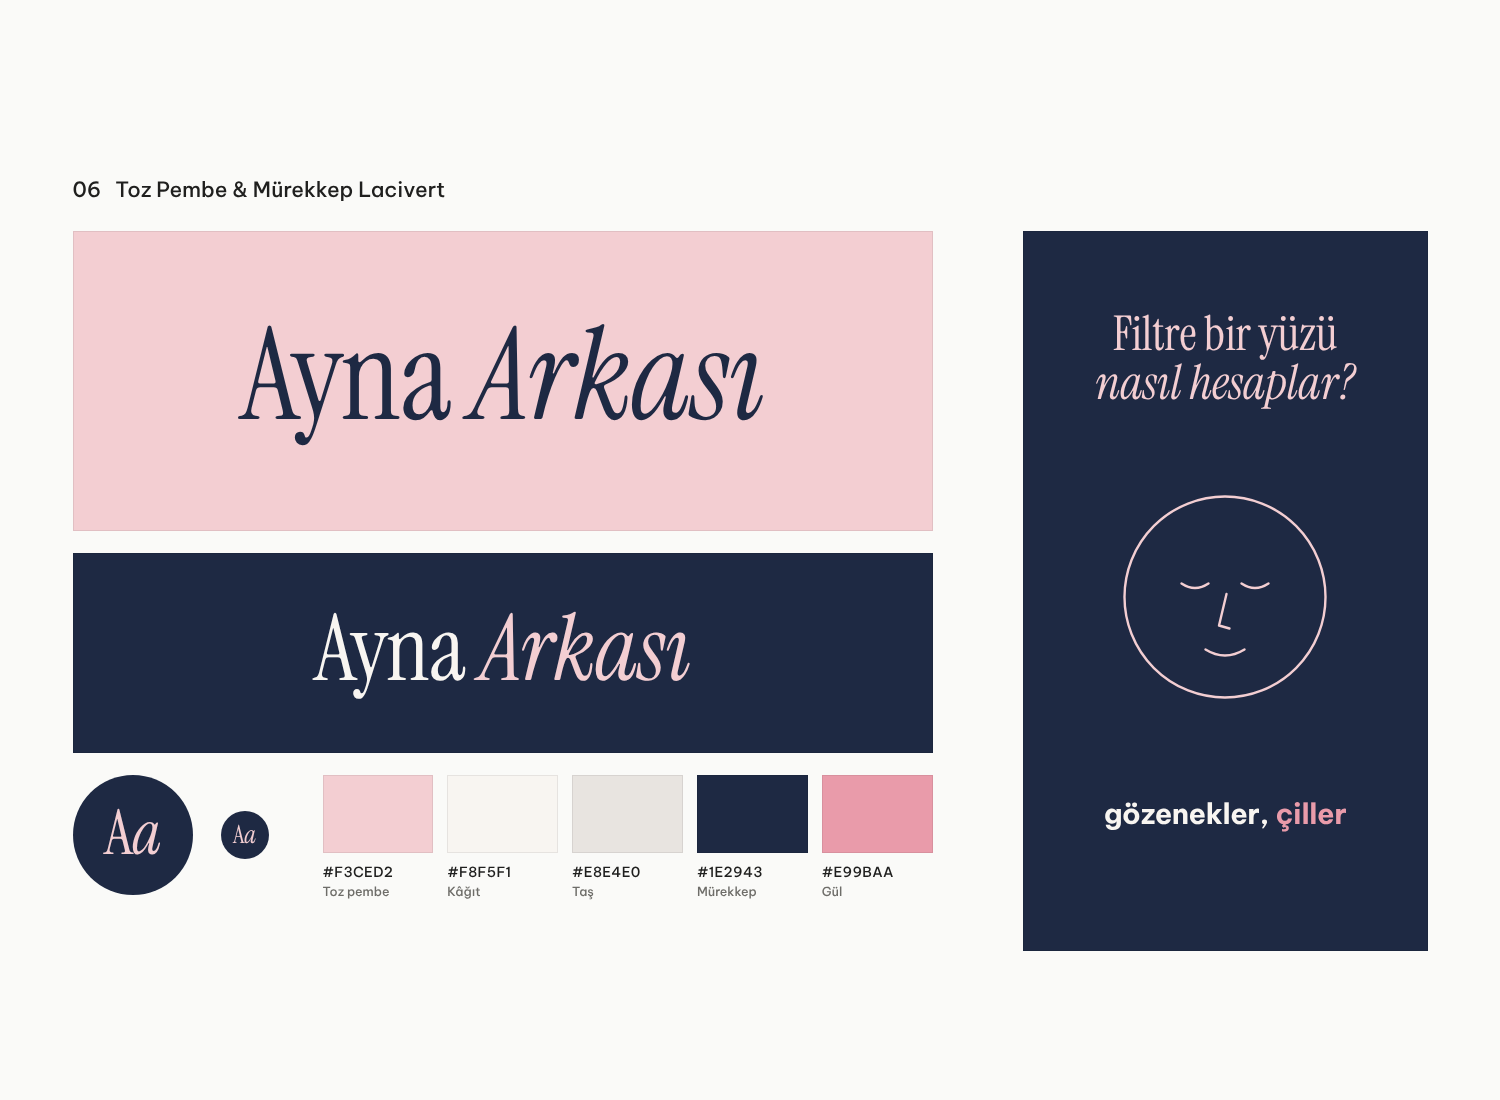 06 Toz Pembe & Mürekkep Lacivert
Ayna Arkası
Ayna Arkası
Aa
Aa
#F3CED2
Toz pembe
#F8F5F1
Kâğıt
#E8E4E0
Taş
#1E2943
Mürekkep
#E99BAA
Gül
Filtre bir yüzü
nasıl hesaplar?
gözenekler, çiller